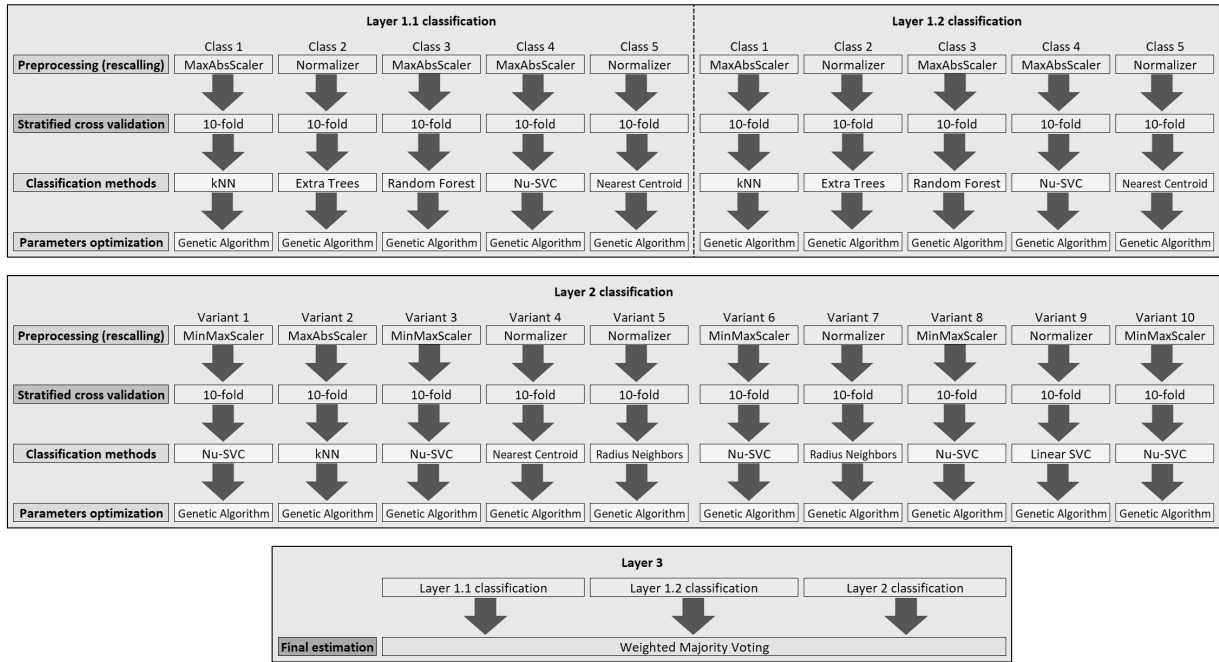 Layer 1.1 classification Layer 1.2 classification
Class 1 Class 2 Class 3 Class 4 Class 5 Class 1 Class 2 Class 3 Class 4 Class 5
Preprocessing (rescalling) MaxAbsScaler Normalizer MaxAbsScaler MaxAbsScaler Normalizer MaxAbsScaler Normalizer MaxAbsScaler MaxAbsScaler Normalizer
Stratified cross validation 10-fold 10-fold 10-fold 10-fold 10-fold 10-fold 10-fold 10-fold 10-fold 10-fold
Classification methods kNN Extra Trees Random Forest Nu-SVC Nearest Centroid kNN Extra Trees Random Forest Nu-SVC Nearest Centroid
Parameters optimization Genetic Algorithm Genetic Algorithm Genetic Algorithm Genetic Algorithm Genetic Algorithm Genetic Algorithm Genetic Algorithm Genetic Algorithm Genetic Algorithm Genetic Algorithm
Layer 2 classification
Variant 1 Variant 2 Variant 3 Variant 4 Variant 5 Variant 6 Variant 7 Variant 8 Variant 9 Variant 10
Preprocessing (rescalling) MinMaxScaler MaxAbsScaler MinMaxScaler Normalizer Normalizer MinMaxScaler Normalizer MinMaxScaler Normalizer MinMaxScaler
Stratified cross validation 10-fold 10-fold 10-fold 10-fold 10-fold 10-fold 10-fold 10-fold 10-fold 10-fold
Classification methods Nu-SVC kNN Nu-SVC Nearest Centroid Radius Neighbors Nu-SVC Radius Neighbors Nu-SVC Linear SVC Nu-SVC
Parameters optimization Genetic Algorithm Genetic Algorithm Genetic Algorithm Genetic Algorithm Genetic Algorithm Genetic Algorithm Genetic Algorithm Genetic Algorithm Genetic Algorithm Genetic Algorithm
Layer 3
Layer 1.1 classification Layer 1.2 classification Layer 2 classification
Final estimation Weighted Majority Voting